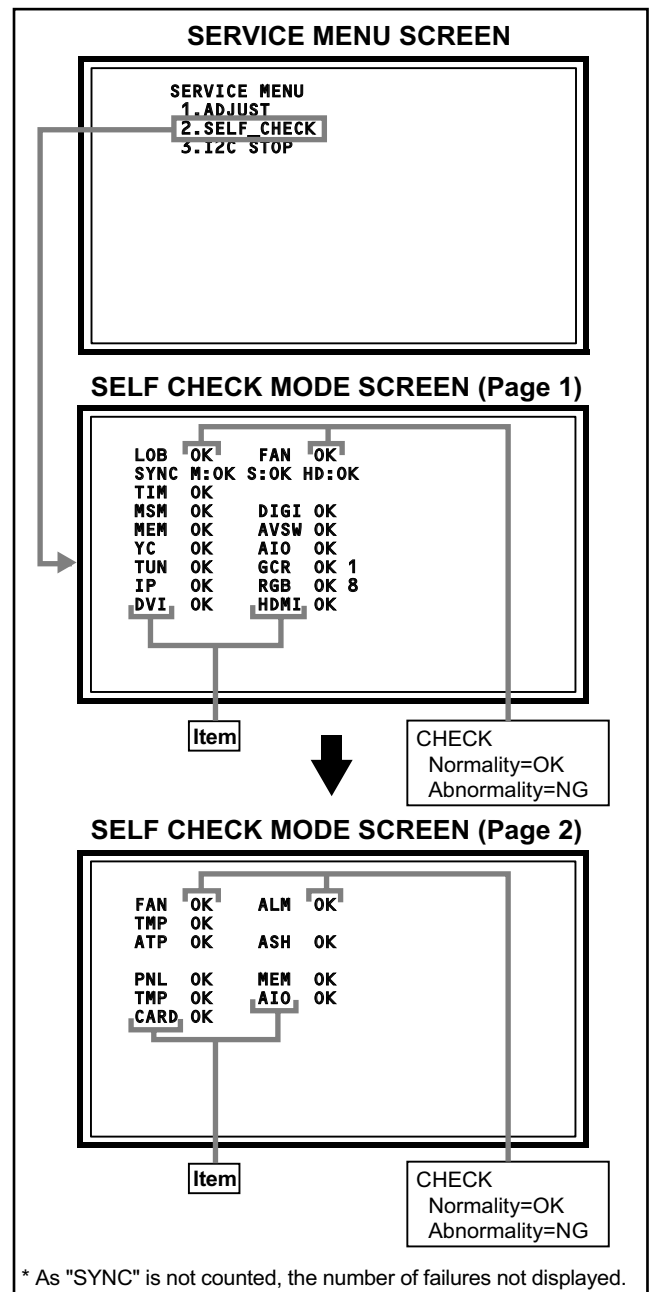 SERVICE MENU SCREEN
SERVICE MENU
1.ADJUST
2.SELF_CHECK
3.I2C STOP
SELF CHECK MODE SCREEN (Page 1)
LOB OK FAN OK
SYNC M:OK S:OK HD:OK
TIM OK
MSM OK DIGI OK
MEM OK AVSW OK
YC OK AIO OK
TUN OK GCR OK 1
IP OK RGB OK 8
DVI OK HDMI OK
Item
CHECK
Normality=OK
Abnormality=NG
SELF CHECK MODE SCREEN (Page 2)
FAN OK ALM OK
TMP OK
ATP OK ASH OK
PNL OK MEM OK
TMP OK AIO OK
CARD OK
Item
CHECK
Normality=OK
Abnormality=NG
* As "SYNC" is not counted, the number of failures not displayed.